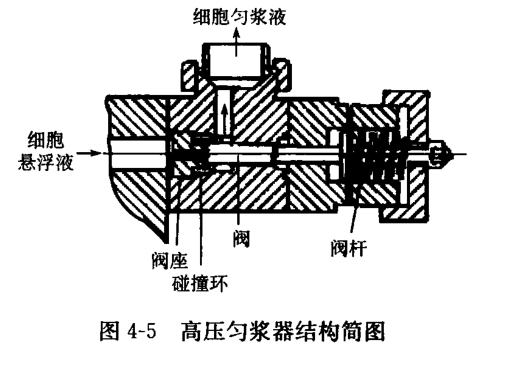 细胞匀浆液
细胞
悬浮液
阀座
碰撞环
阀
阀杆
图 4-5 高压匀浆器结构简图